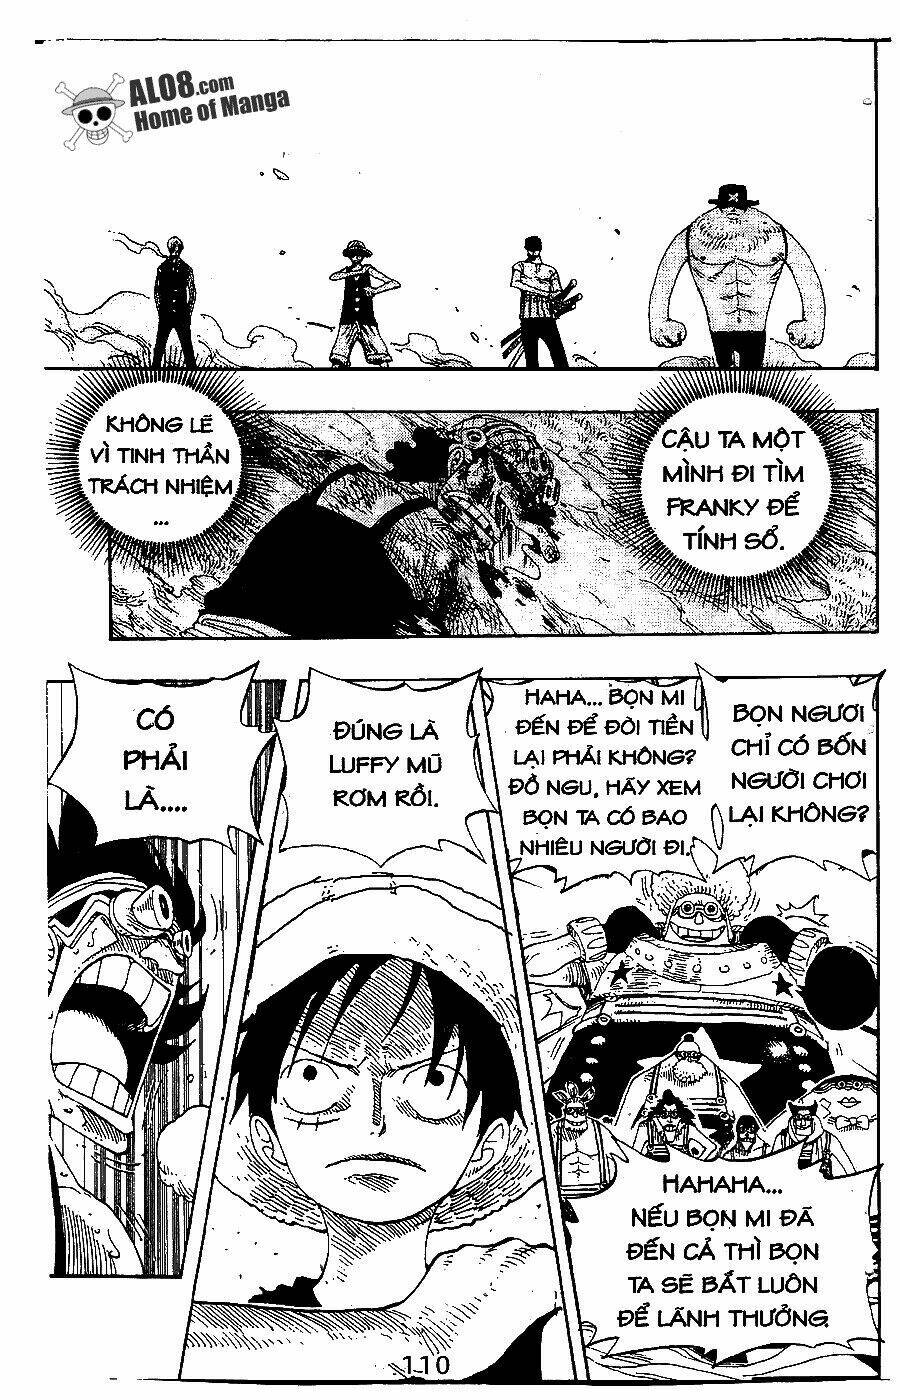 AL08.com
Home of Manga
CẬU TA MỘT
MÌNH ĐI TÌM
FRANKY ĐỂ
TÍNH SỔ.
KHÔNG LẼ
VÌ TINH THẦN
TRÁCH NHIỆM
...
BỌN NGƯƠI
CHỈ CÓ BỐN
NGƯỜI CHƠI
LẠI KHÔNG?
HAHA... BỌN MI
ĐẾN ĐỂ ĐÒI TIỀN
LẠI PHẢI KHÔNG?
ĐỒ NGU, HÃY XEM
BỌN TA CÓ BAO
NHIÊU NGƯỜI ĐI.
HAHAHA...
NẾU BỌN MI ĐÃ
ĐẾN CẢ THÌ BỌN
TA SẼ BẮT LUÔN
ĐỂ LÃNH THƯỞNG.
ĐÚNG LÀ
LUFFY MŨ
RƠM RỒI.
CÓ
PHẢI
LÀ....
110